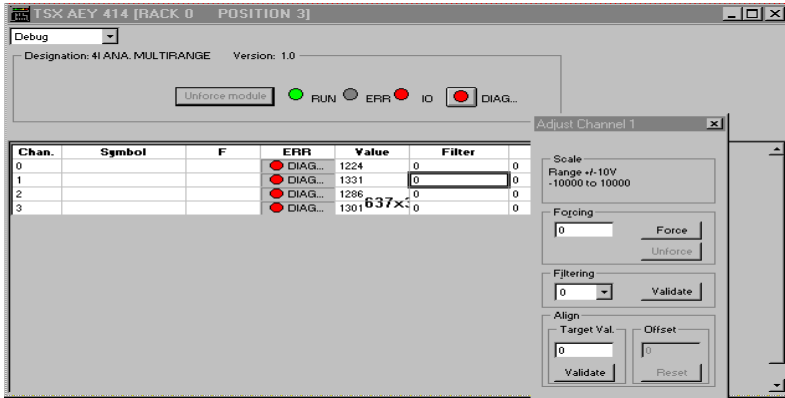 TSX AEY 414 [RACK 0 POSITION 3]
Debug
Designation: 4I ANA. MULTIRANGE Version: 1.0
Unforce module RUN ERR IO DIAG...
Adjust Channel 1
Chan. Symbol F ERR Value Filter
0 DIAG... 1224 0 0
1 DIAG... 1331 0 0
2 DIAG... 1286 0 0
3 DIAG... 1301 0 0
Scale
Range +/-10V
-10000 to 10000
Forcing
0 Force
Unforce
Filtering
0 Validate
Align
Target Val. Offset
0 0
Validate Reset